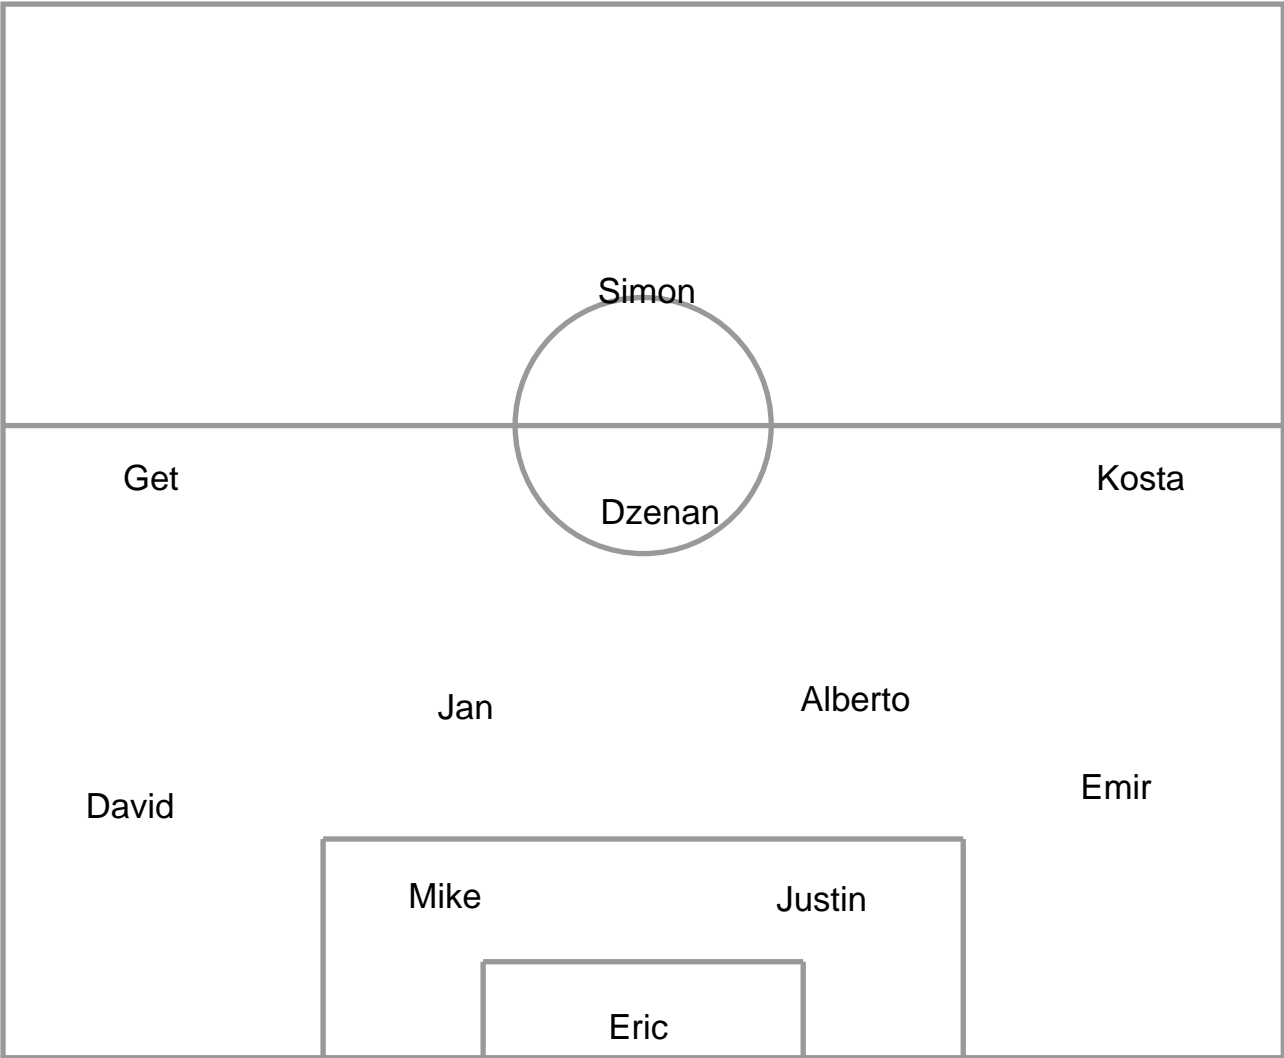 Simon
Get
Kosta
Dzenan
Jan
Alberto
David
Emir
Mike
Justin
Eric